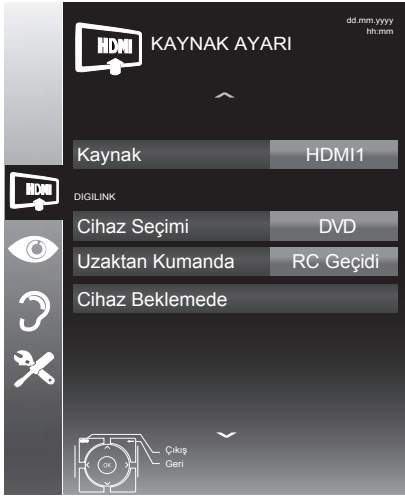 HDMI
KAYNAK AYARI
dd.mm.yyyy
hh:mm
Kaynak HDMI1
HDMI
DIGILINK
Cihaz Seçimi DVD
Uzaktan Kumanda RC Geçidi
Cihaz Beklemede
Çıkış
OK
Geri